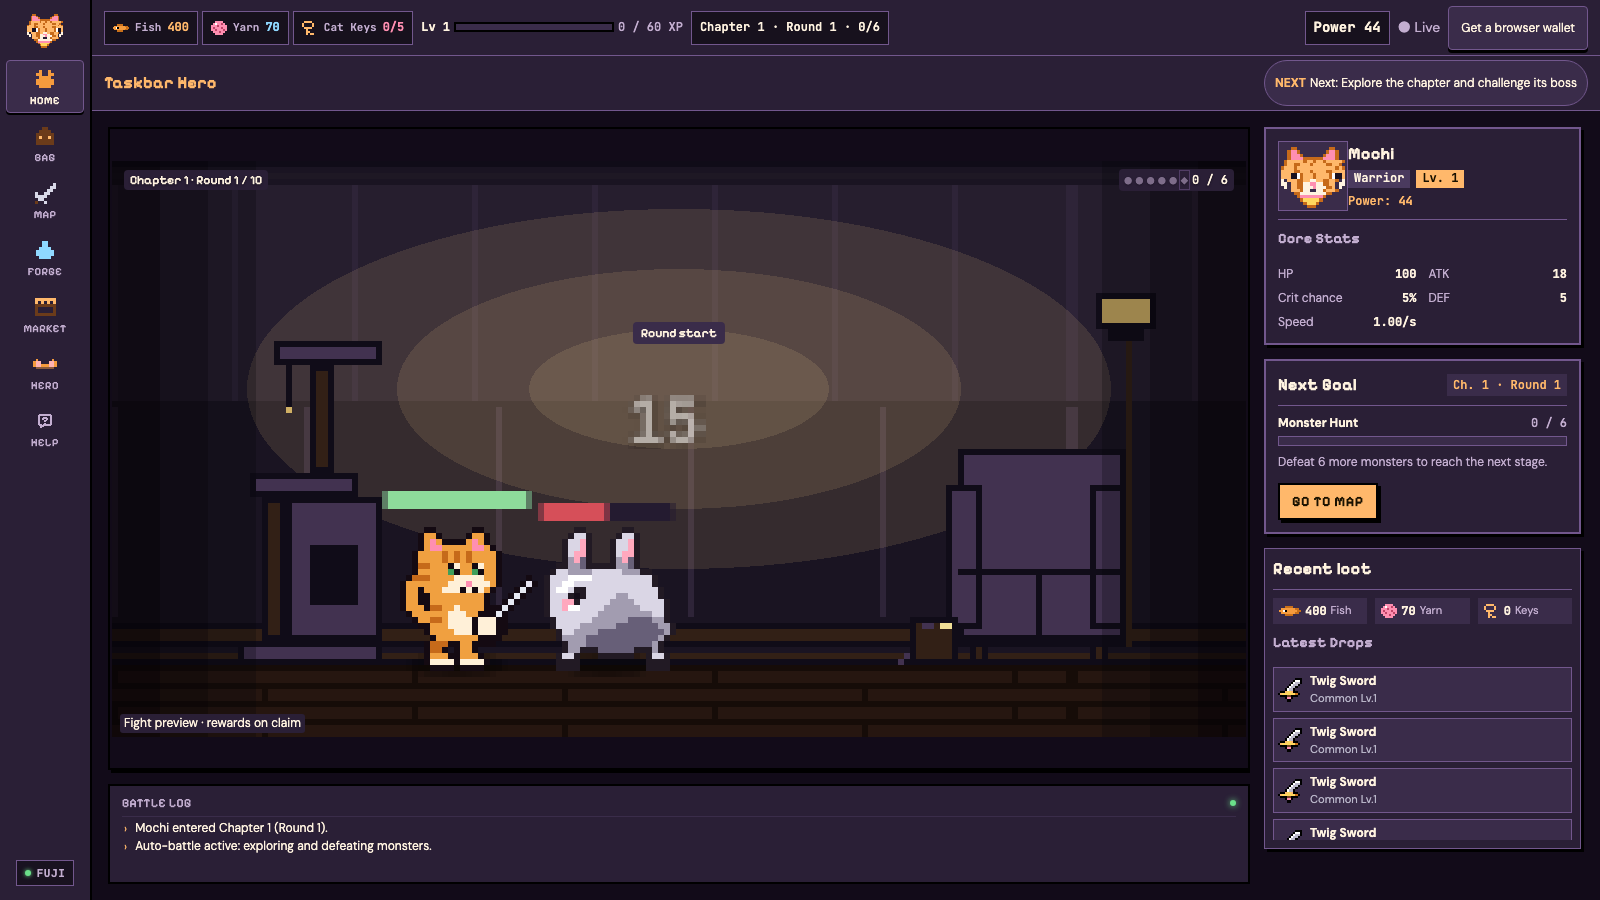 Fish 400
Yarn 70
Cat Keys 0/5
Lv 1
0 / 60 XP
Chapter 1 · Round 1 · 0/6
Power 44
Live
Get a browser wallet
Taskbar Hero
NEXT Next: Explore the chapter and challenge its boss
HOME
BAG
MAP
FORGE
MARKET
HERO
HELP
FUJI
Chapter 1 · Round 1 / 10
0 / 6
Round start
15
Fight preview · rewards on claim
BATTLE LOG
› Mochi entered Chapter 1 (Round 1).
› Auto-battle active: exploring and defeating monsters.
Mochi
Warrior Lv. 1
Power: 44
Core Stats
HP 100 ATK 18
Crit chance 5% DEF 5
Speed 1.00/s
Next Goal Ch. 1 · Round 1
Monster Hunt 0 / 6
Defeat 6 more monsters to reach the next stage.
GO TO MAP
Recent loot
400 Fish 70 Yarn 0 Keys
Latest Drops
Twig Sword
Common Lv.1
Twig Sword
Common Lv.1
Twig Sword
Common Lv.1
Twig Sword